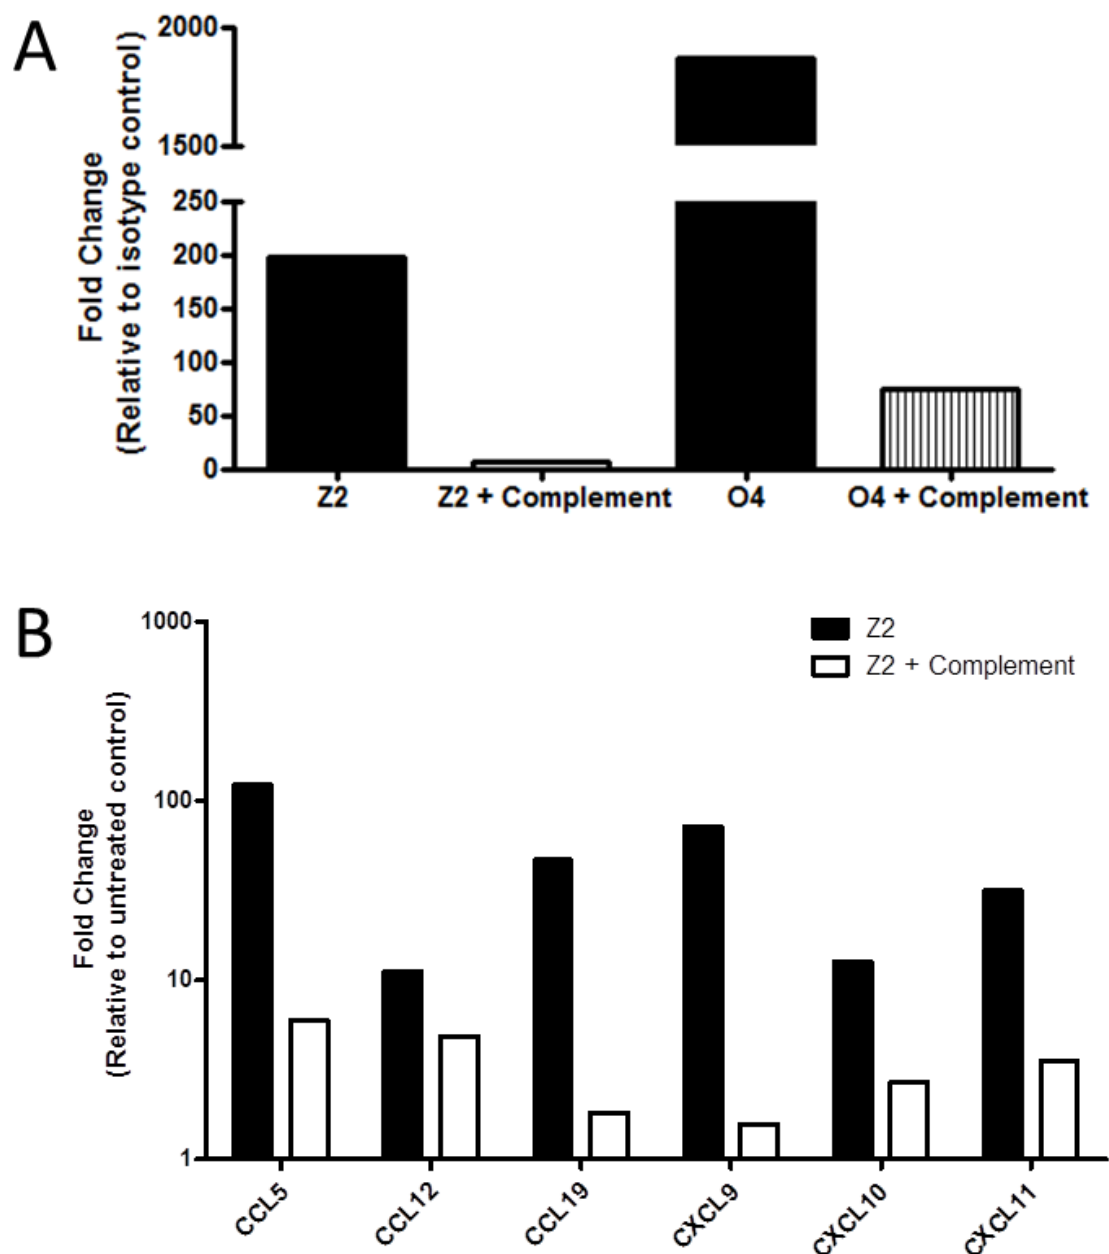 A
Fold Change
(Relative to isotype control)
2000
1500
250
200
150
100
50
0
Z2
Z2 + Complement
O4
O4 + Complement
B
Fold Change
(Relative to untreated control)
1000
100
10
1
Z2
Z2 + Complement
CCL5
CCL12
CCL19
CXCL9
CXCL10
CXCL11